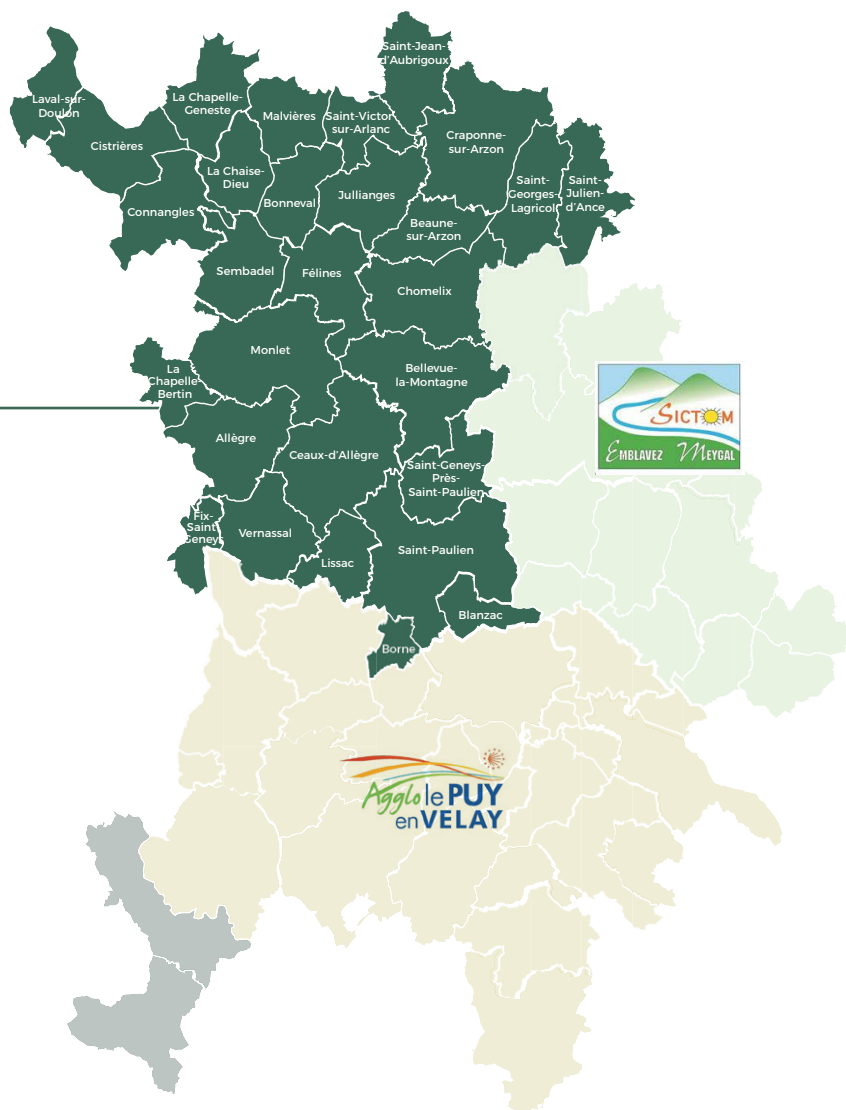 Saint-Jean-
d'Aubrigoux
Laval-sur-
Doulon
La Chapelle-
Geneste
Malvières
Saint-Victor
sur-Arlanc
Craponne-
sur-Arzon
Cistrières
La Chaise-
Dieu
Bonneval
Jullianges
Saint-
Georges-
Lagricol
Saint-
Julien-
d'Ance
Connangles
Beaune-
sur-Arzon
Sembadel
Félines
Chomelix
Monlet
La
Chapelle-
Bertin
Bellevue-
la-Montagne
SICTOM
EMBLAVEZ MEYGAL
Allègre
Ceaux-d'Allègre
Saint-Geneys-
Près-
Saint-Paulien
Fix-
Saint
Geneys
Vernassal
Lissac
Saint-Paulien
Blanzac
Borne
Agglo le PUY
en VELAY